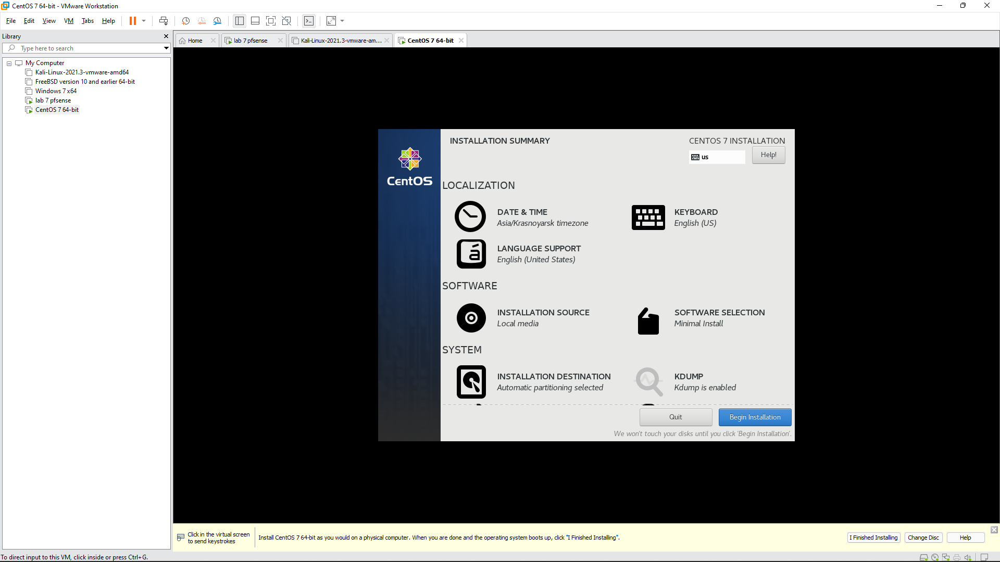 CentOS 7 64-bit - VMware Workstation
File Edit View VM Tabs Help
Library
Type here to search
My Computer
Kali-Linux-2021.3-vmware-amd64
FreeBSD version 10 and earlier 64-bit
Windows 7 x64
lab 7 pfsense
CentOS 7 64-bit
Home
lab 7 pfsense
Kali-Linux-2021.3-vmware-am...
CentOS 7 64-bit
CentOS
INSTALLATION SUMMARY
CENTOS 7 INSTALLATION
us
Help!
LOCALIZATION
DATE & TIME
Asia/Krasnoyarsk timezone
KEYBOARD
English (US)
LANGUAGE SUPPORT
English (United States)
SOFTWARE
INSTALLATION SOURCE
Local media
SOFTWARE SELECTION
Minimal Install
SYSTEM
INSTALLATION DESTINATION
Automatic partitioning selected
KDUMP
Kdump is enabled
Quit
Begin Installation
We won't touch your disks until you click 'Begin Installation'.
Click in the virtual screen
to send keystrokes
Install CentOS 7 64-bit as you would on a physical computer. When you are done and the operating system boots up, click "I Finished Installing".
I Finished Installing
Change Disc
Help
To direct input to this VM, click inside or press Ctrl+G.